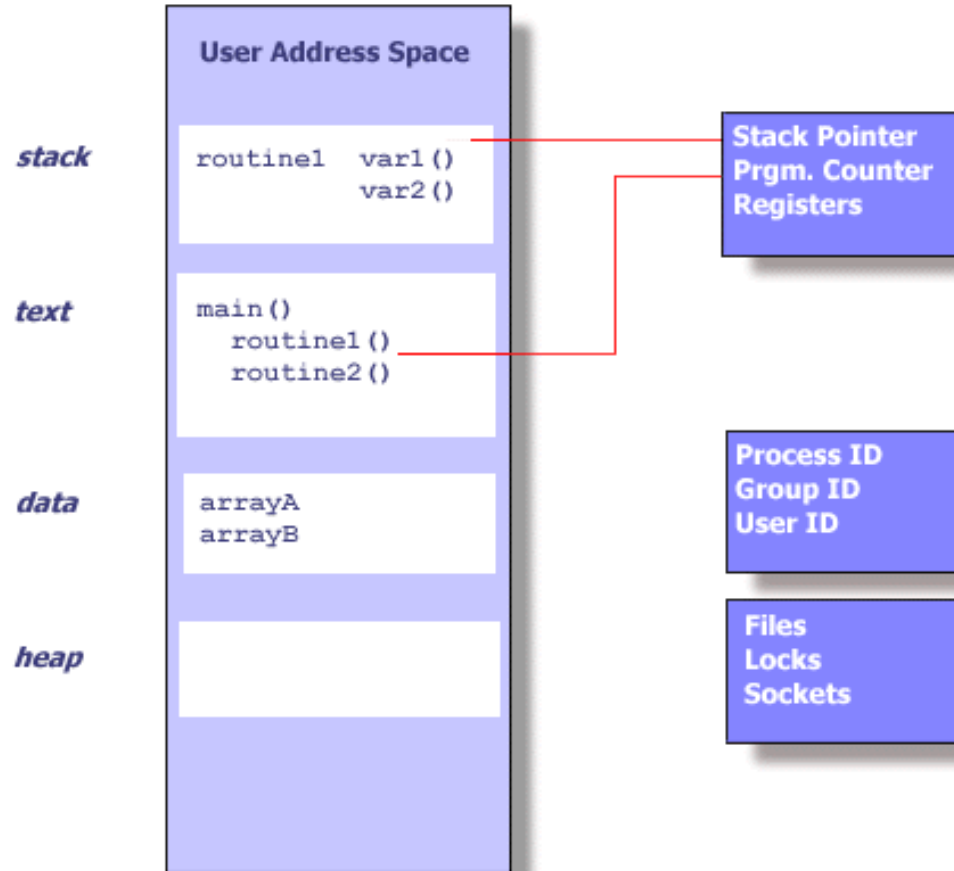 User Address Space
stack
routine1 var1()
var2()
text
main()
routine1()
routine2()
data
arrayA
arrayB
heap
Stack Pointer
Prgm. Counter
Registers
Process ID
Group ID
User ID
Files
Locks
Sockets